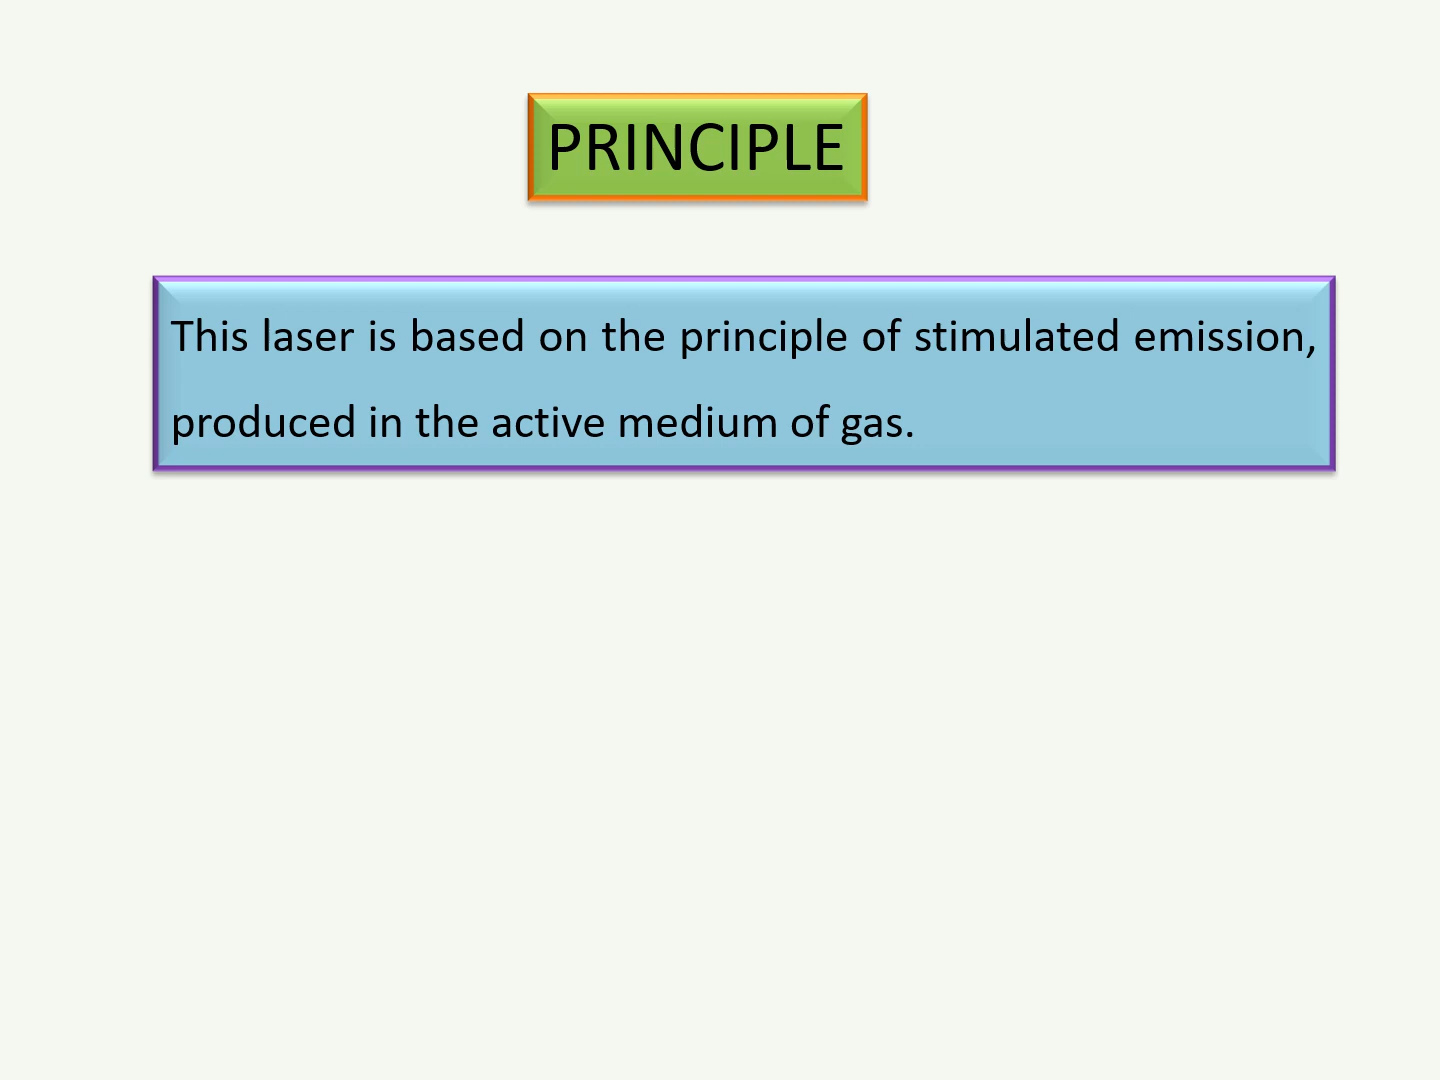 PRINCIPLE
This laser is based on the principle of stimulated emission,
produced in the active medium of gas.